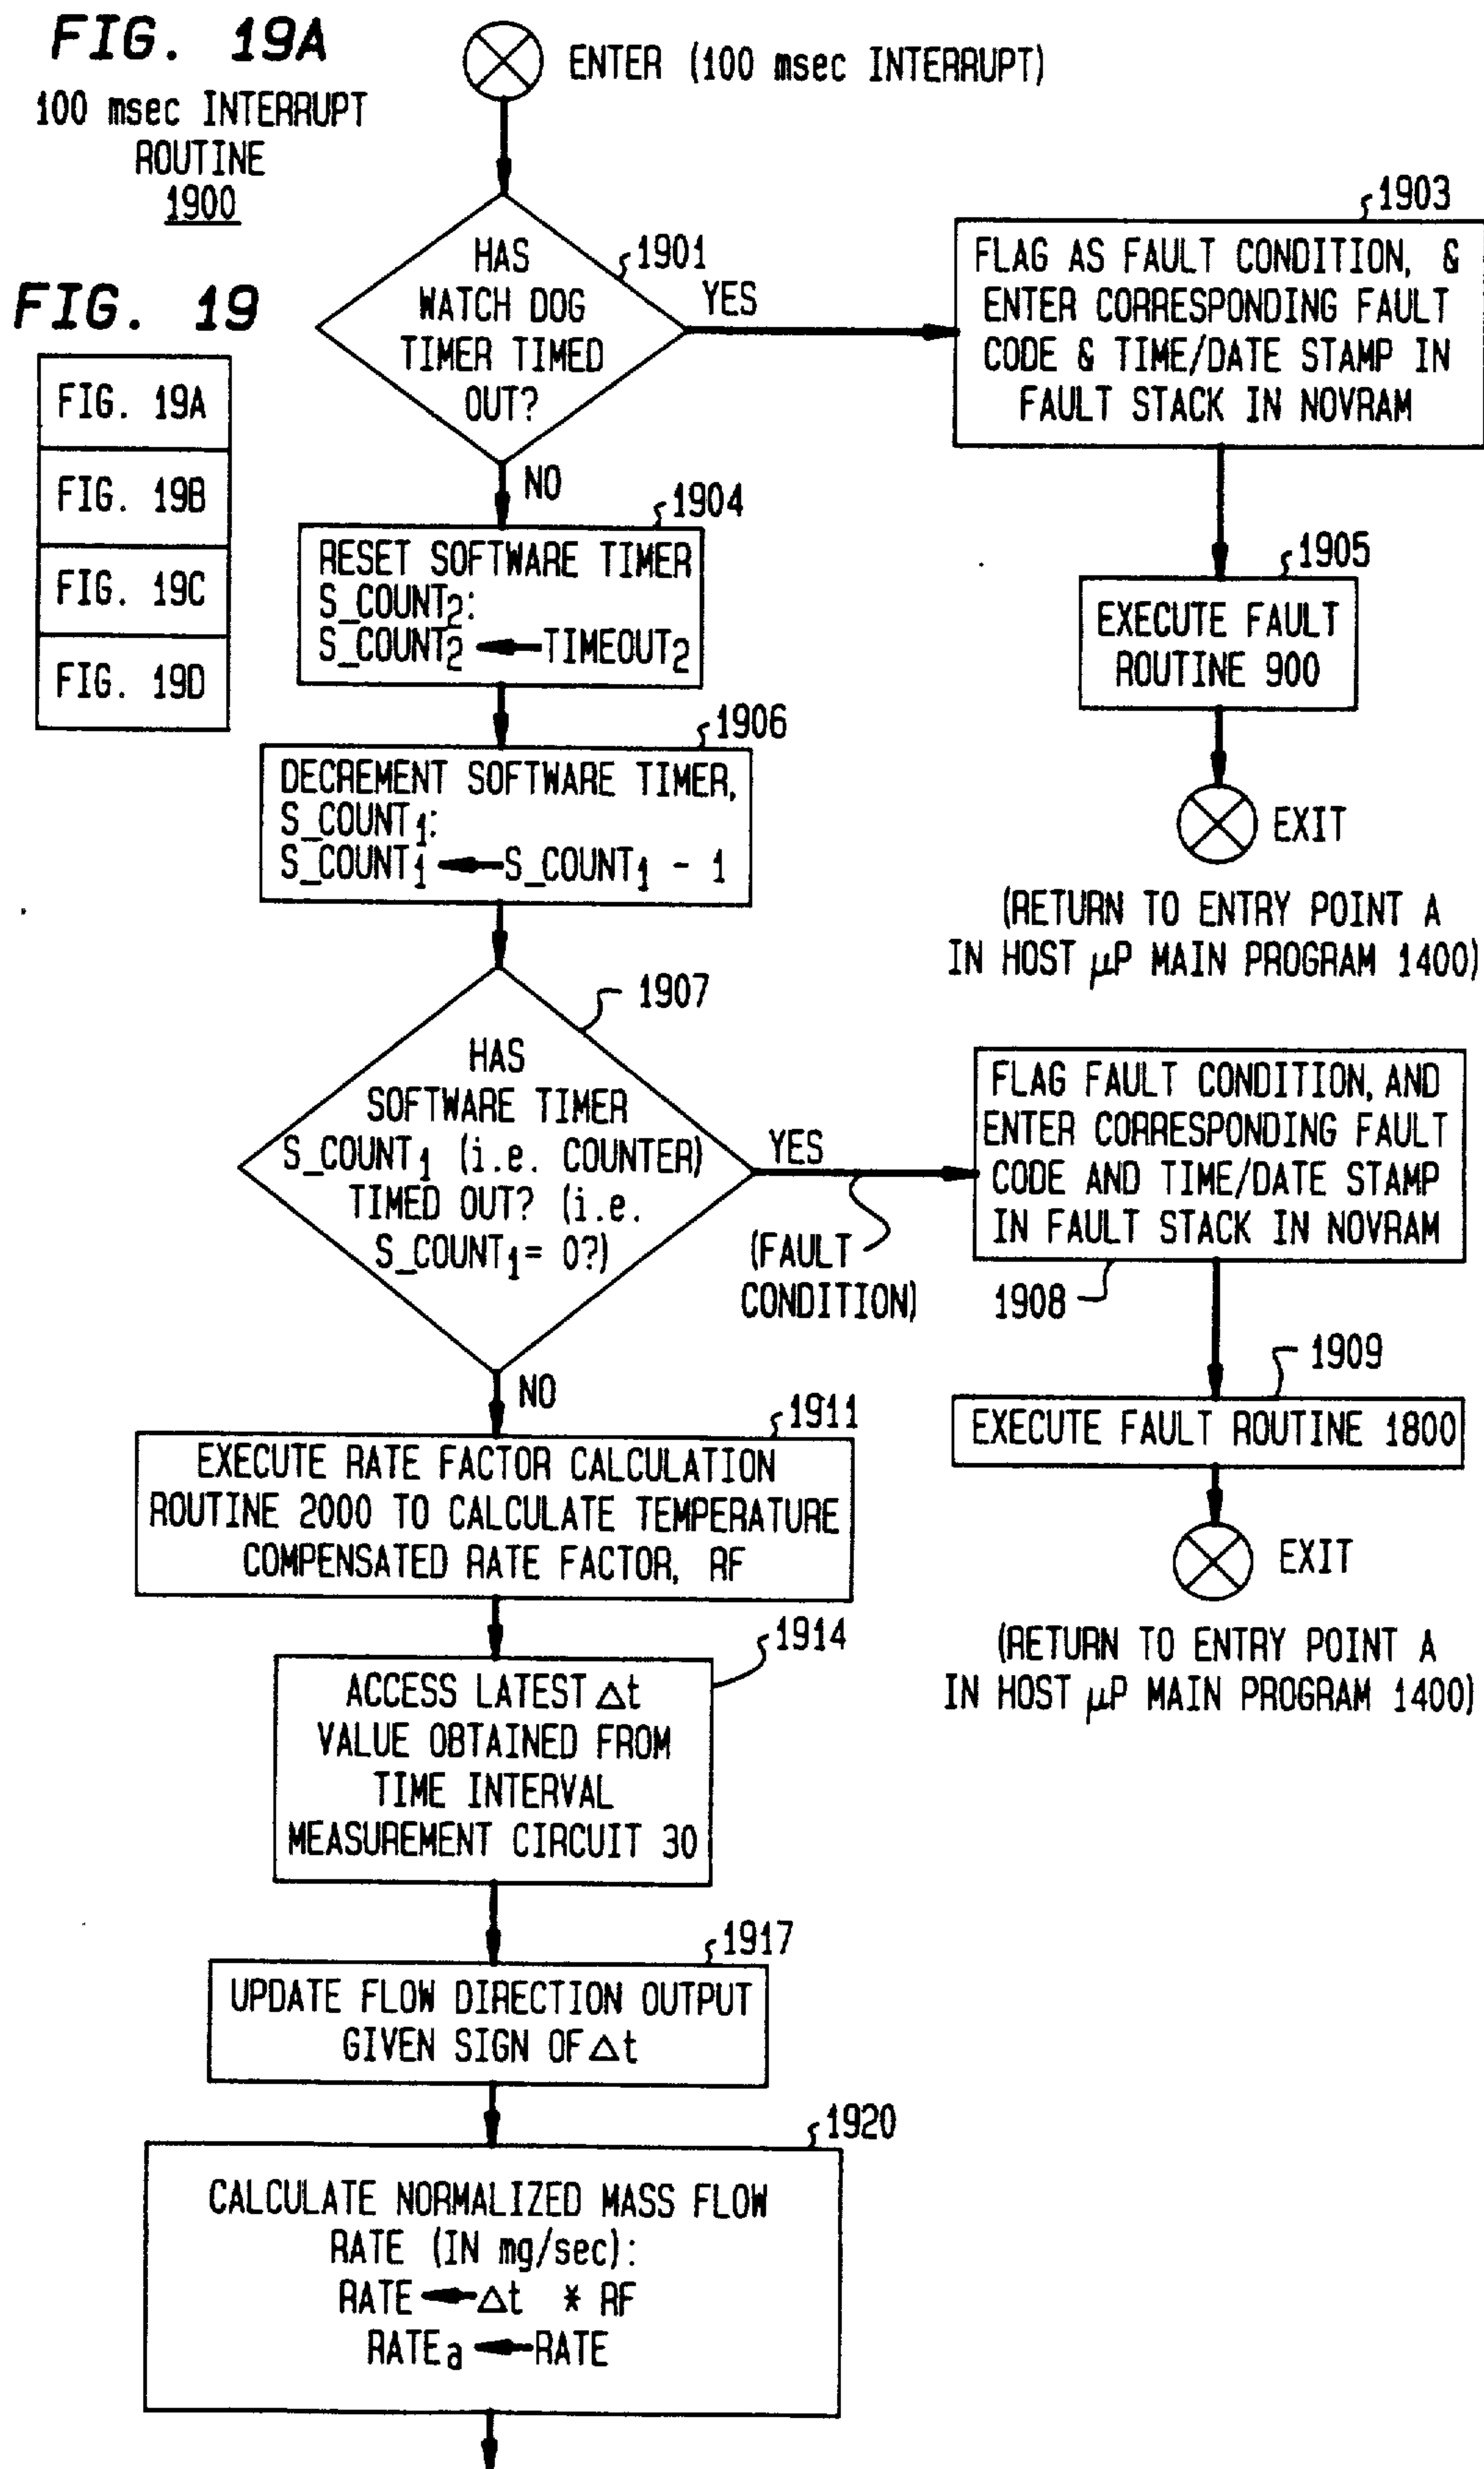 FIG. 19A
100 msec INTERRUPT
ROUTINE
1900
ENTER (100 msec INTERRUPT)
FIG. 19
FIG. 19A
FIG. 19B
FIG. 19C
FIG. 19D
1901
HAS
WATCH DOG
TIMER TIMED
OUT?
YES
NO
1903
FLAG AS FAULT CONDITION, &
ENTER CORRESPONDING FAULT
CODE & TIME/DATE STAMP IN
FAULT STACK IN NOVRAM
1905
EXECUTE FAULT
ROUTINE 900
EXIT
(RETURN TO ENTRY POINT A
IN HOST μP MAIN PROGRAM 1400)
1904
RESET SOFTWARE TIMER
S_COUNT₂:
S_COUNT₂ ← TIMEOUT₂
1906
DECREMENT SOFTWARE TIMER,
S_COUNT₁:
S_COUNT₁ ← S_COUNT₁ - 1
1907
HAS
SOFTWARE TIMER
S_COUNT₁ (i.e. COUNTER)
TIMED OUT? (i.e.
S_COUNT₁= 0?)
YES
(FAULT
CONDITION)
NO
FLAG FAULT CONDITION, AND
ENTER CORRESPONDING FAULT
CODE AND TIME/DATE STAMP
IN FAULT STACK IN NOVRAM
1908
1909
EXECUTE FAULT ROUTINE 1800
EXIT
(RETURN TO ENTRY POINT A
IN HOST μP MAIN PROGRAM 1400)
1911
EXECUTE RATE FACTOR CALCULATION
ROUTINE 2000 TO CALCULATE TEMPERATURE
COMPENSATED RATE FACTOR, RF
1914
ACCESS LATEST Δt
VALUE OBTAINED FROM
TIME INTERVAL
MEASUREMENT CIRCUIT 30
1917
UPDATE FLOW DIRECTION OUTPUT
GIVEN SIGN OF Δt
1920
CALCULATE NORMALIZED MASS FLOW
RATE (IN mg/sec):
RATE ← Δt * RF
RATEₐ ← RATE